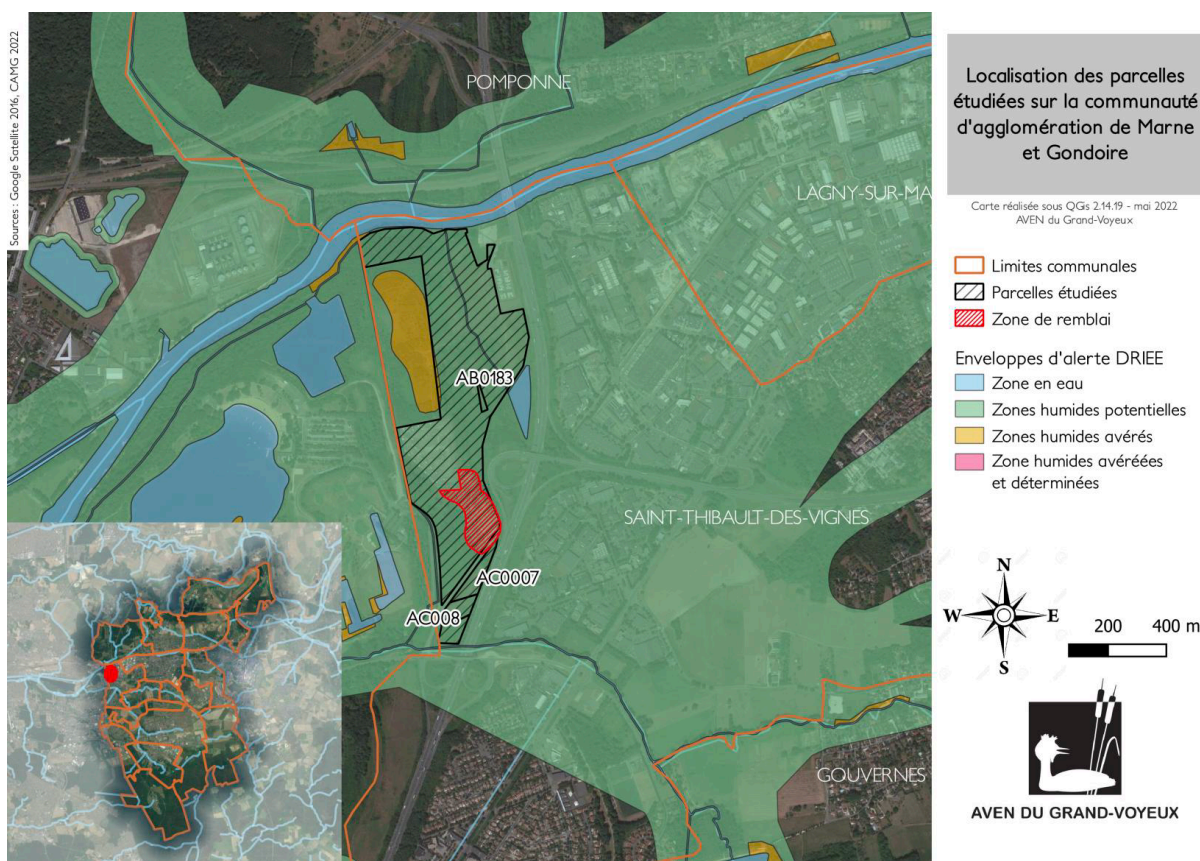 Sources : Google Satellite 2016, CAMG 2022
POMPONNE
LAGNY-SUR-MA
AB0183
SAINT-THIBAULT-DES-VIGNES
AC0007
AC008
GOUVERNES
Localisation des parcelles
étudiées sur la communauté
d'agglomération de Marne
et Gondoire
Carte réalisée sous QGs 2.14.19 - mai 2022
AVEN du Grand-Voyeux
Limites communales
Parcelles étudiées
Zone de remblai
Enveloppes d'alerte DRIEE
Zone en eau
Zones humides potentielles
Zones humides avérés
Zone humides avéréées
et déterminées
N
W E
S
200 400 m
AVEN DU GRAND-VOYEUX